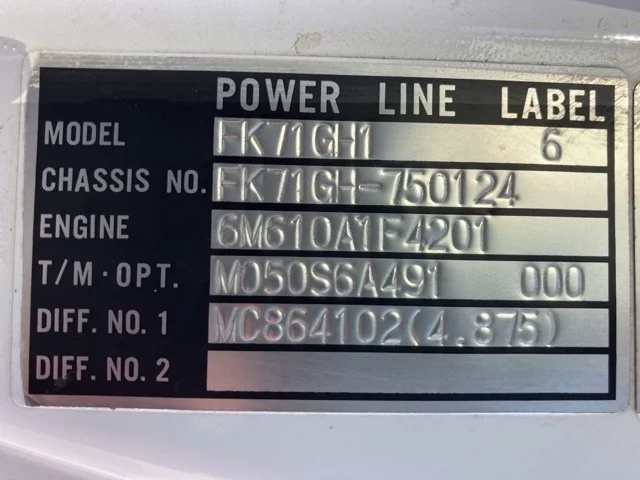 POWER LINE LABEL
MODEL FK71GH1 6
CHASSIS NO. FK71GH-750124
ENGINE 6M610A1F4201
T/M·OPT. M050S6A491 000
DIFF. NO. 1 MC864102(4.875)
DIFF. NO. 2